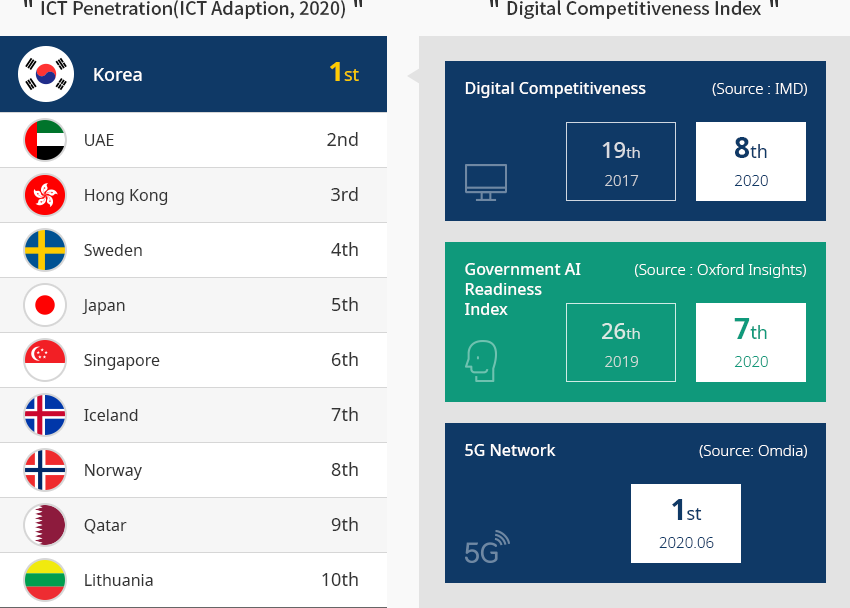 " ICT Penetration(ICT Adaption, 2020) "
Korea 1st
UAE 2nd
Hong Kong 3rd
Sweden 4th
Japan 5th
Singapore 6th
Iceland 7th
Norway 8th
Qatar 9th
Lithuania 10th
" Digital Competitiveness Index "
Digital Competitiveness (Source : IMD)
19th 8th
2017 2020
Government AI (Source : Oxford Insights)
Readiness
Index
26th 7th
2019 2020
5G Network (Source: Omdia)
1st
2020.06
5G